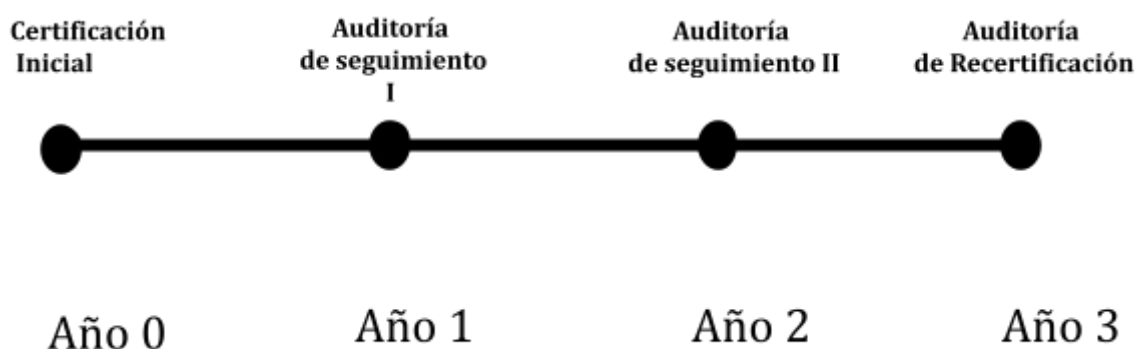 Certificación
Inicial
Auditoría
de seguimiento
I
Auditoría
de seguimiento II
Auditoría
de Recertificación
Año 0
Año 1
Año 2
Año 3